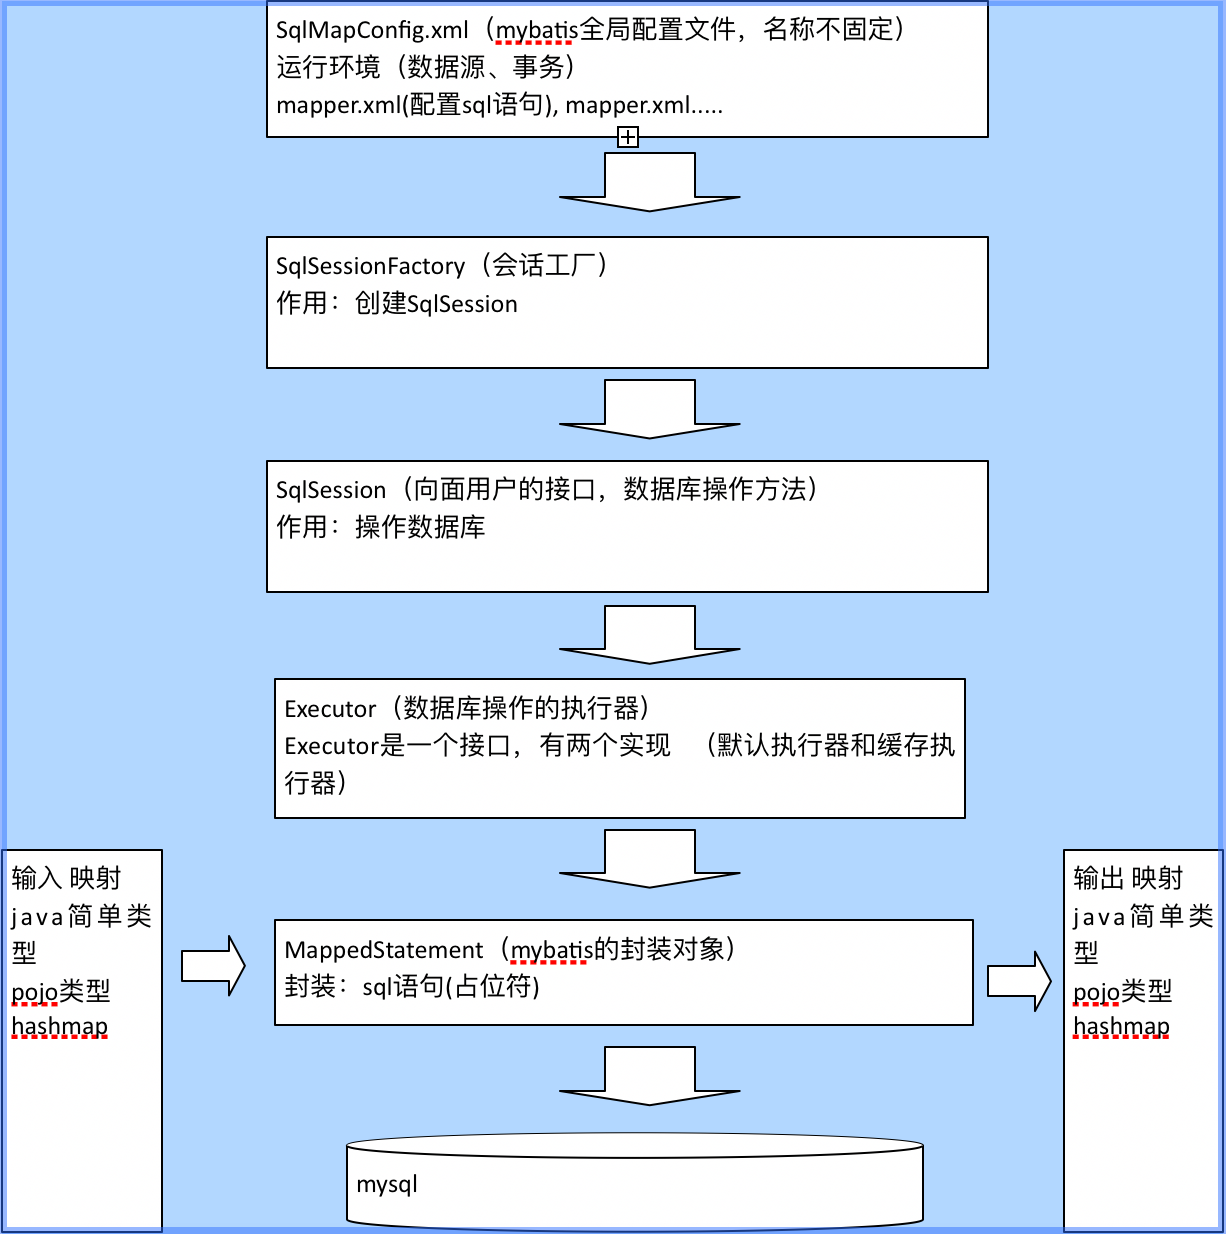 SqlMapConfig.xml（mybatis全局配置文件，名称不固定）
运行环境（数据源、事务）
mapper.xml(配置sql语句), mapper.xml.....
SqlSessionFactory（会话工厂）
作用：创建SqlSession
SqlSession（向面用户的接口，数据库操作方法）
作用：操作数据库
Executor（数据库操作的执行器）
Executor是一个接口，有两个实现 （默认执行器和缓存执
行器）
输入 映射
java简单类
型
pojo类型
hashmap
MappedStatement（mybatis的封装对象）
封装：sql语句(占位符)
输出 映射
java简单类
型
pojo类型
hashmap
mysql